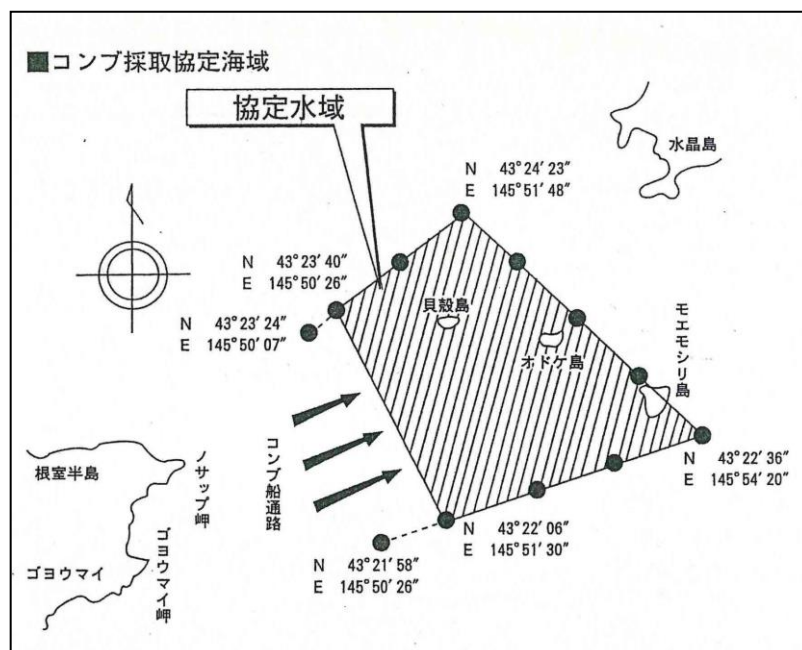 ■コンブ採取協定海域
協定水域
水晶島
N 43°24′23″
E 145°51′48″
N 43°23′40″
E 145°50′26″
N 43°23′24″
E 145°50′07″
貝殻島
オドケ島
モエモシリ島
コンブ船通路
根室半島
ノサップ岬
ゴヨウマイ岬
ゴヨウマイ
N 43°22′36″
E 145°54′20″
N 43°22′06″
E 145°51′30″
N 43°21′58″
E 145°50′26″